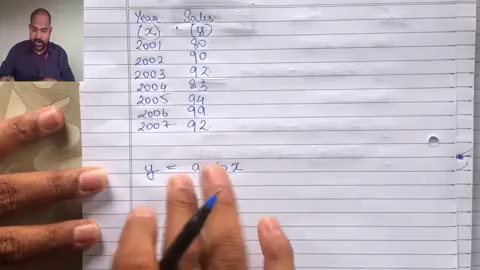 Year Sales
(x) (y)
2001 80
2002 90
2003 92
2004 83
2005 94
2006 99
2007 92
y = a x